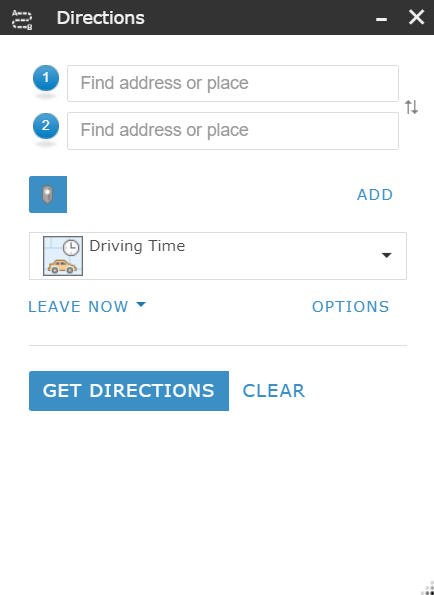 A
B
Directions
1
Find address or place
2
Find address or place
ADD
Driving Time
LEAVE NOW
OPTIONS
GET DIRECTIONS
CLEAR